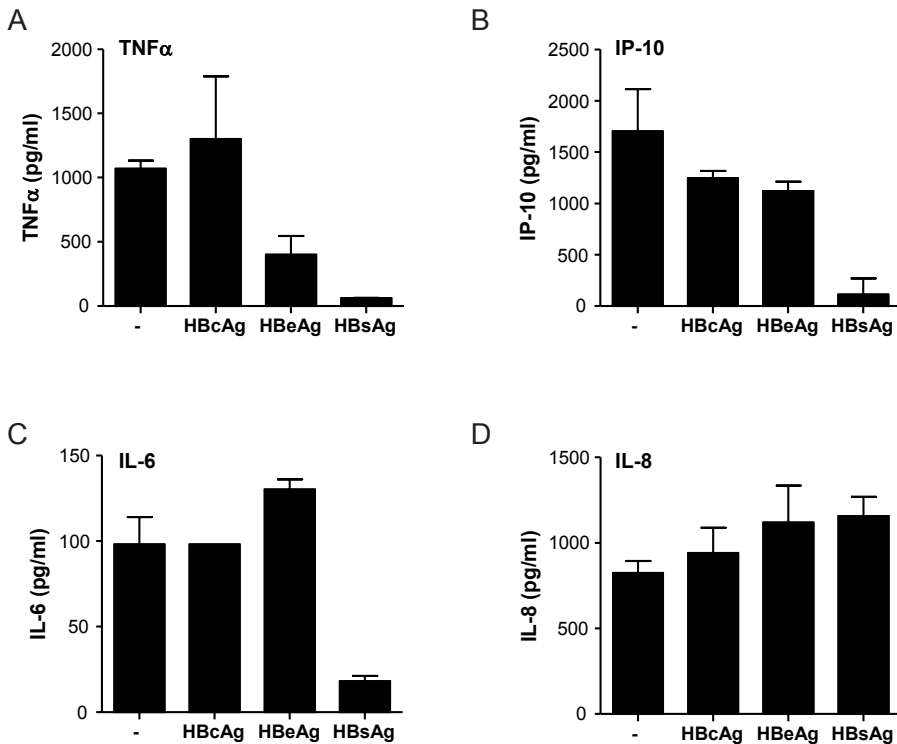 A
TNFα
TNFα (pg/ml)
2000
1500
1000
500
0
- HBcAg HBeAg HBsAg
B
IP-10
IP-10 (pg/ml)
2500
2000
1500
1000
500
0
- HBcAg HBeAg HBsAg
C
IL-6
IL-6 (pg/ml)
150
100
50
0
- HBcAg HBeAg HBsAg
D
IL-8
IL-8 (pg/ml)
1500
1000
500
0
- HBcAg HBeAg HBsAg